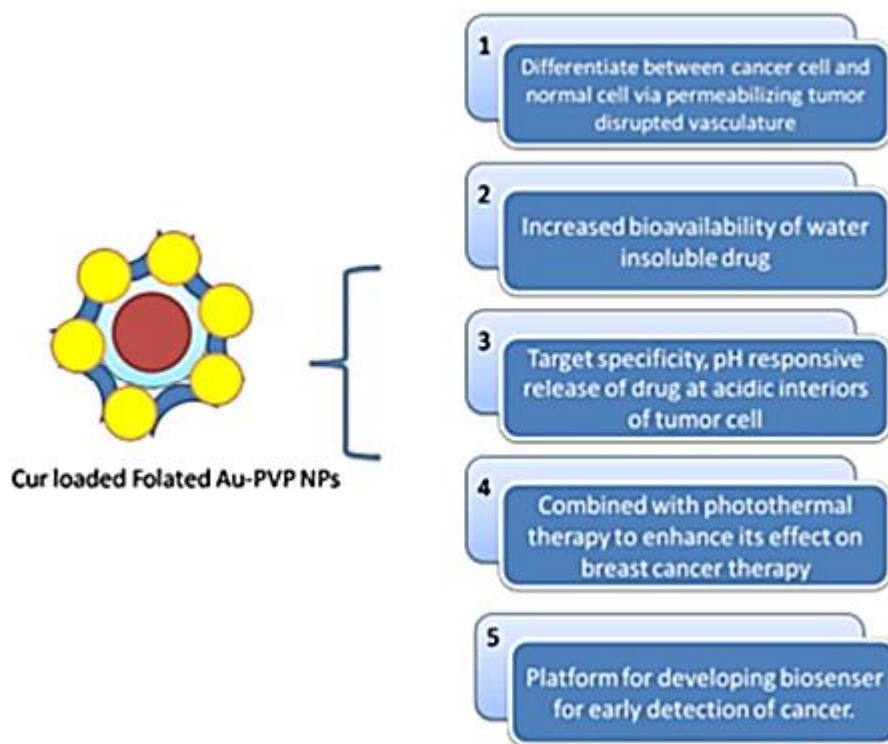 1
Differentiate between cancer cell and
normal cell via permeabilizing tumor
disrupted vasculature
2
Increased bioavailability of water
insoluble drug
3
Target specificity, pH responsive
release of drug at acidic interiors
of tumor cell
Cur loaded Folated Au-PVP NPs
4
Combined with photothermal
therapy to enhance its effect on
breast cancer therapy
5
Platform for developing biosenser
for early detection of cancer.